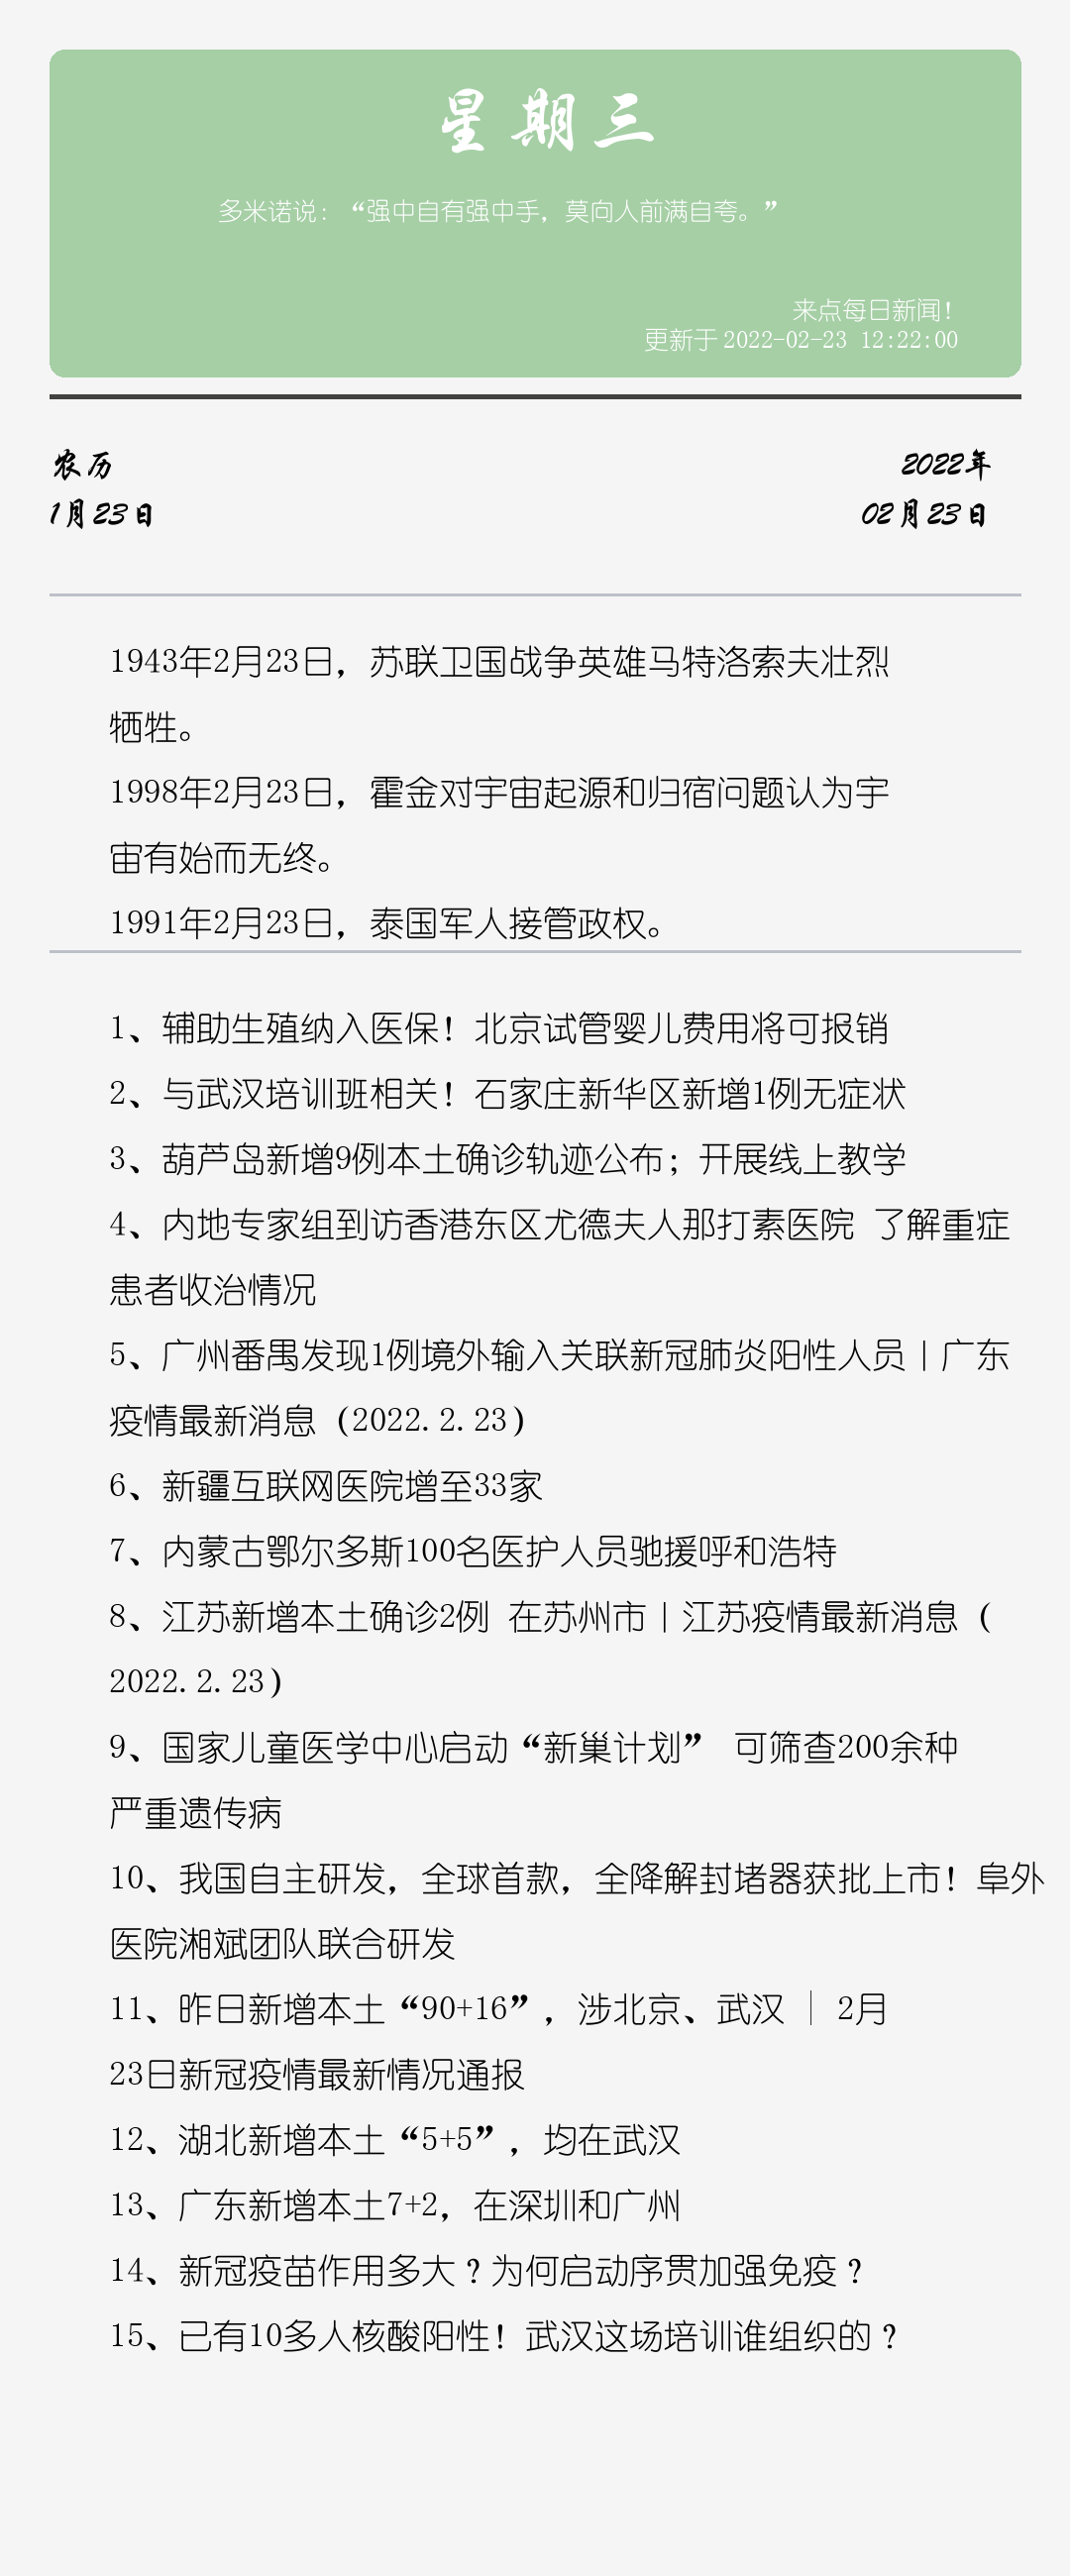 星期三
多米诺说：“强中自有强中手，莫向人前满自夸。”
来点每日新闻！
更新于 2022-02-23 12:22:00
农历
2022年
1月23日
02月23日
1943年2月23日，苏联卫国战争英雄马特洛索夫壮烈
牺牲。
1998年2月23日，霍金对宇宙起源和归宿问题认为宇
宙有始而无终。
1991年2月23日，泰国军人接管政权。
1、辅助生殖纳入医保！北京试管婴儿费用将可报销
2、与武汉培训班相关！石家庄新华区新增1例无症状
3、葫芦岛新增9例本土确诊轨迹公布；开展线上教学
4、内地专家组到访香港东区尤德夫人那打素医院 了解重症
患者收治情况
5、广州番禺发现1例境外输入关联新冠肺炎阳性人员丨广东
疫情最新消息（2022.2.23）
6、新疆互联网医院增至33家
7、内蒙古鄂尔多斯100名医护人员驰援呼和浩特
8、江苏新增本土确诊2例 在苏州市丨江苏疫情最新消息（
2022.2.23）
9、国家儿童医学中心启动“新巢计划” 可筛查200余种
严重遗传病
10、我国自主研发，全球首款，全降解封堵器获批上市！阜外
医院湘斌团队联合研发
11、昨日新增本土“90+16”，涉北京、武汉 │ 2月
23日新冠疫情最新情况通报
12、湖北新增本土“5+5”，均在武汉
13、广东新增本土7+2，在深圳和广州
14、新冠疫苗作用多大？为何启动序贯加强免疫？
15、已有10多人核酸阳性！武汉这场培训谁组织的？